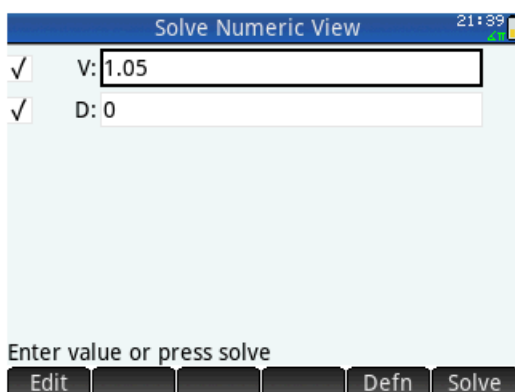 Solve Numeric View
21:39
∠π
√ V: 1.05
√ D: 0
Enter value or press solve
Edit Defn Solve